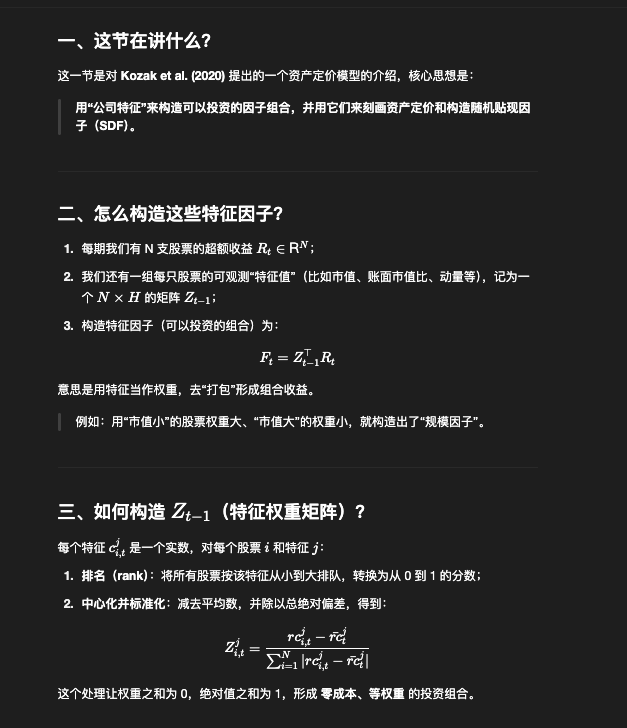 一、这节在讲什么?
这一节是对 Kozak et al. (2020) 提出的一个资产定价模型的介绍，核心思想是：
用“公司特征”来构造可以投资的因子组合，并用它们来刻画资产定价和构造随机贴现因
子（SDF）。
二、怎么构造这些特征因子?
1. 每期我们有 N 支股票的超额收益 $R_t \in \mathsf{R}^N$；
2. 我们还有一组每只股票的可观测“特征值”（比如市值、账面市值比、动量等），记为一
个 $N \times H$ 的矩阵 $Z_{t-1}$；
3. 构造特征因子（可以投资的组合）为：
$F_t = Z_{t-1}^\top R_t$
意思是用特征当作权重，去“打包”形成组合收益。
例如：用“市值小”的股票权重大、“市值大”的权重小，就构造出了“规模因子”。
三、如何构造 $Z_{t-1}$（特征权重矩阵）?
每个特征 $c_{i,t}^j$ 是一个实数，对每个股票 $i$ 和特征 $j$：
1. 排名（rank）：将所有股票按该特征从小到大排队，转换为从 0 到 1 的分数；
2. 中心化并标准化：减去平均数，并除以总绝对偏差，得到：
$Z_{i,t}^j = \frac{rc_{i,t}^j - \bar{rc}_t^j}{\sum_{i=1}^N |rc_{i,t}^j - \bar{rc}_t^j|}$
这个处理让权重之和为 0，绝对值之和为 1，形成 零成本、等权重 的投资组合。